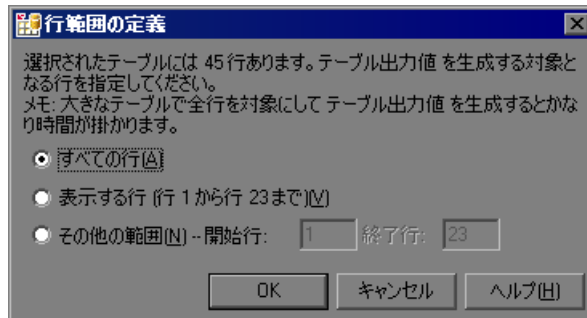 行範囲の定義
選択されたテーブルには 45 行あります。テーブル出力値 を生成する対象と
なる行を指定してください。
メモ: 大きなテーブルで全行を対象にして テーブル出力値 を生成するとかな
り時間が掛かります。
すべての行(A)
表示する行 (行 1 から行 23 まで)(V)
その他の範囲(N) -- 開始行: 1 終了行: 23
OK キャンセル ヘルプ(H)